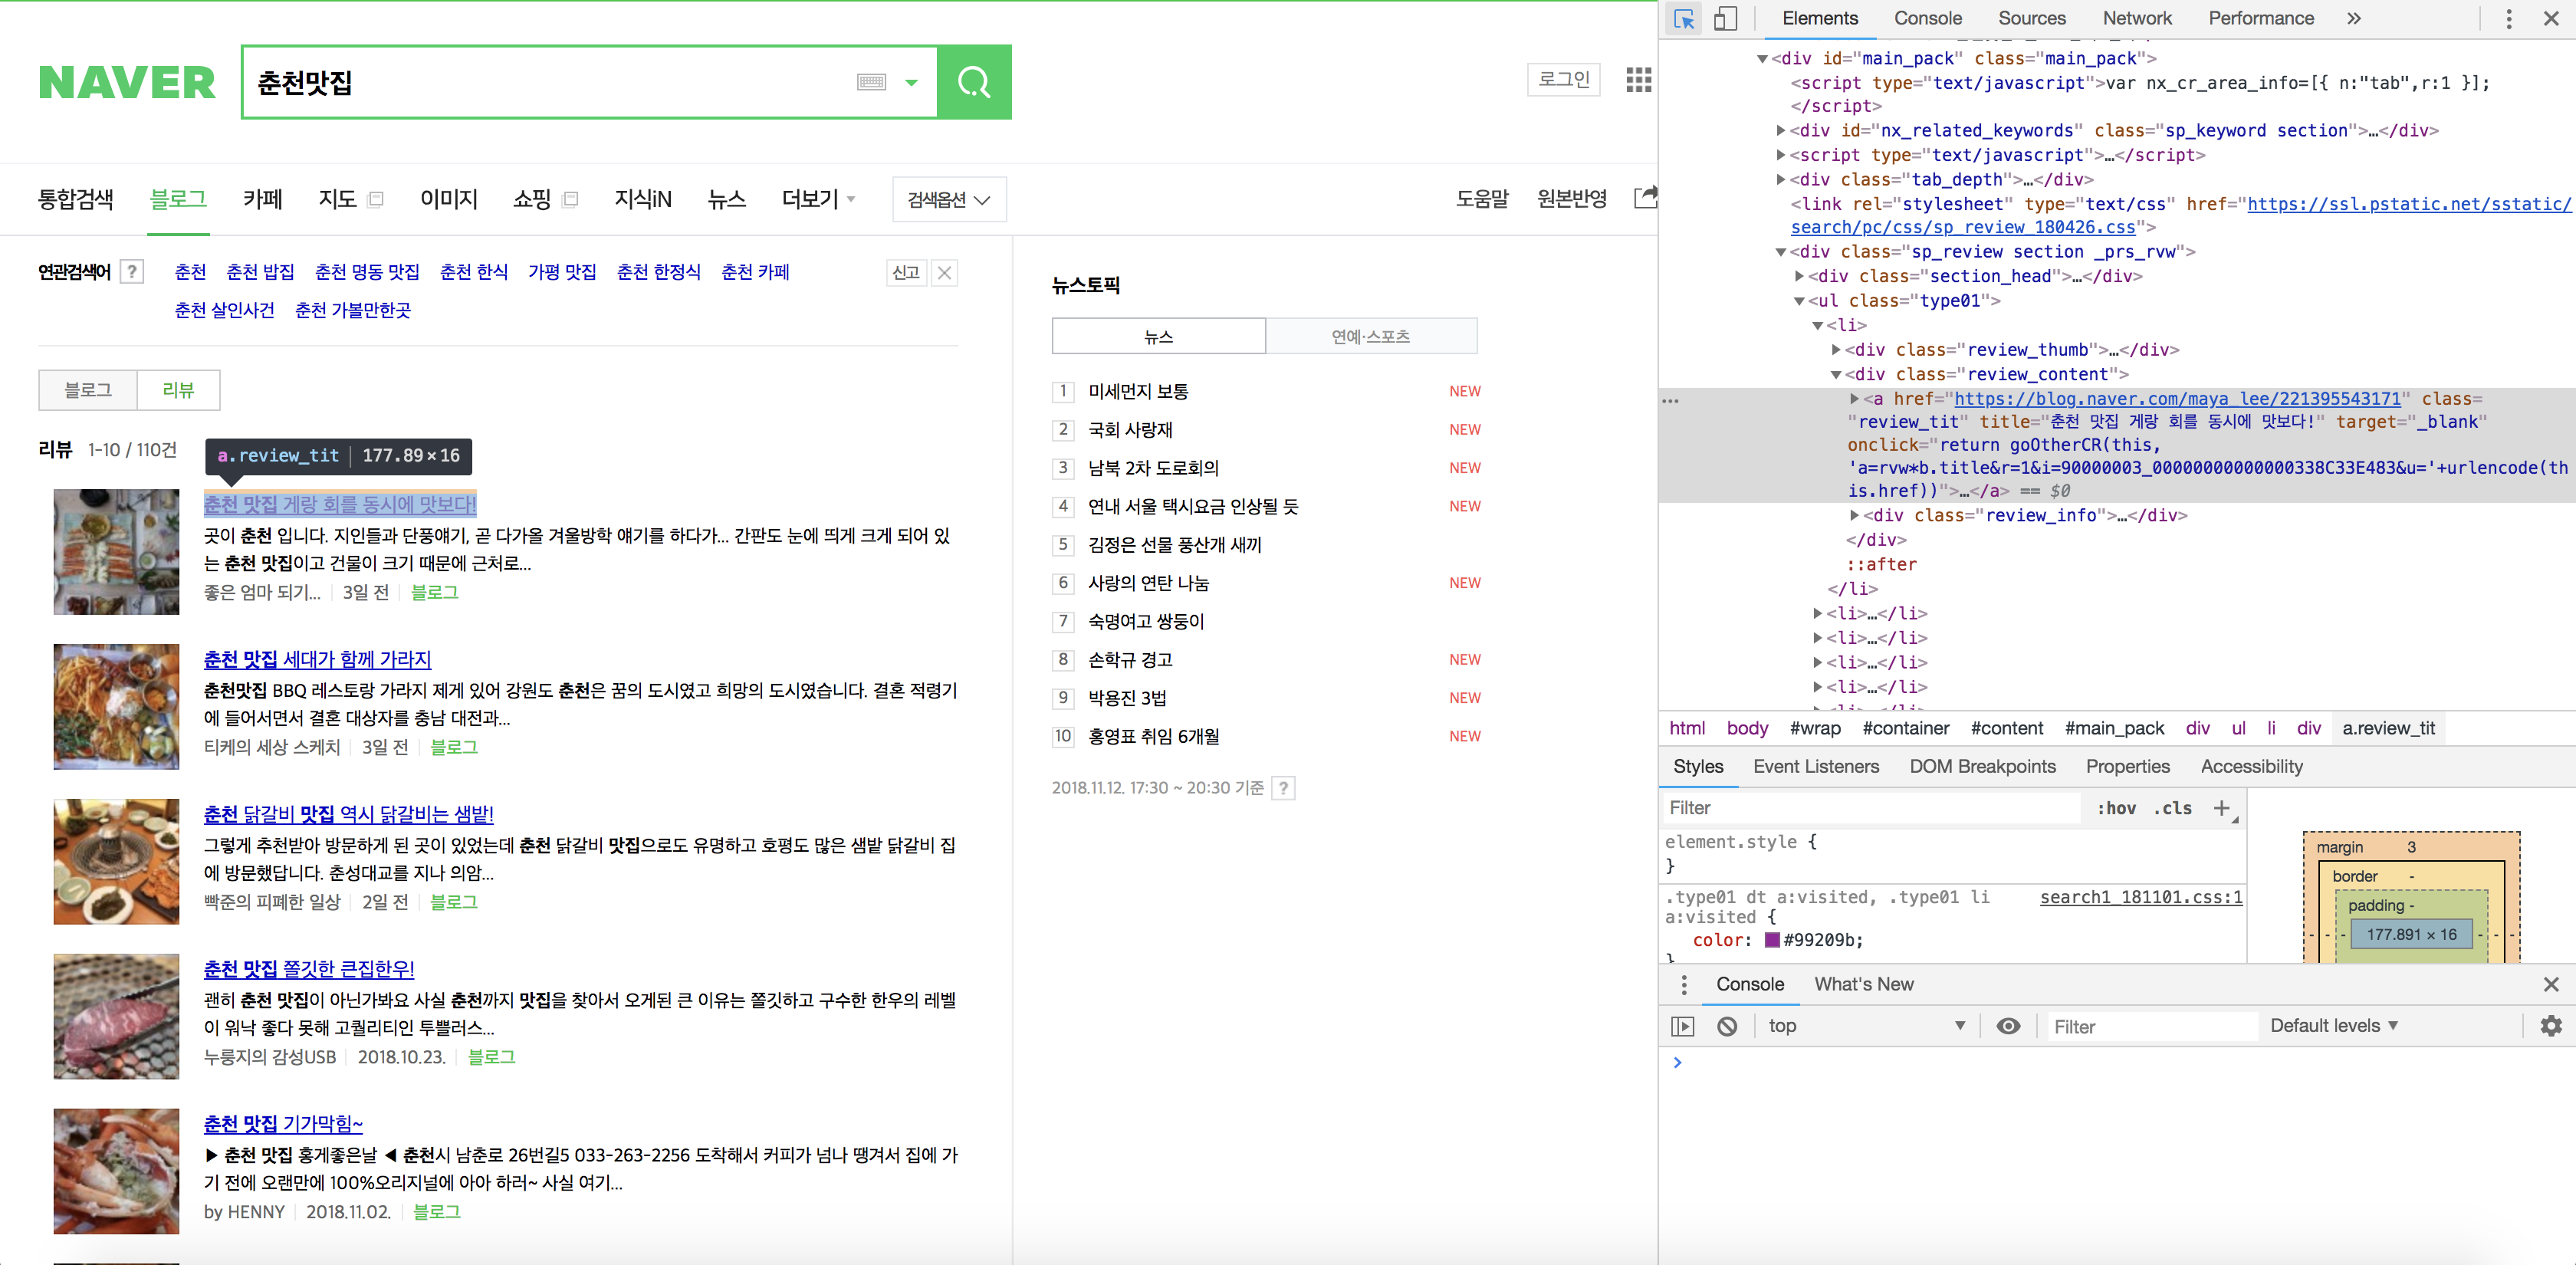 NAVER
춘천맛집
로그인
통합검색 블로그 카페 지도 이미지 쇼핑 지식iN 뉴스 더보기 검색옵션 도움말 원본반영
연관검색어 ? 춘천 춘천 밥집 춘천 명동 맛집 춘천 한식 가평 맛집 춘천 한정식 춘천 카페 신고
춘천 살인사건 춘천 가볼만한곳
블로그 리뷰
리뷰 1-10 / 110건
a.review_tit 177.89×16
춘천 맛집 게랑 회를 동시에 맛보다!
곳이 춘천 입니다. 지인들과 단풍얘기, 곧 다가올 겨울방학 얘기를 하다가... 간판도 눈에 띄게 크게 되어 있
는 춘천 맛집이고 건물이 크기 때문에 근처로...
좋은 엄마 되기... 3일 전 블로그
춘천 맛집 세대가 함께 가라지
춘천맛집 BBQ 레스토랑 가라지 제게 있어 강원도 춘천은 꿈의 도시였고 희망의 도시였습니다. 결혼 적령기
에 들어서면서 결혼 대상자를 충남 대전과...
티케의 세상 스케치 3일 전 블로그
춘천 닭갈비 맛집 역시 닭갈비는 샘밭!
그렇게 추천받아 방문하게 된 곳이 있었는데 춘천 닭갈비 맛집으로도 유명하고 호평도 많은 샘밭 닭갈비 집
에 방문했답니다. 춘성대교를 지나 의암...
빡준의 피폐한 일상 2일 전 블로그
춘천 맛집 쫄깃한 큰집한우!
괜히 춘천 맛집이 아닌가봐요 사실 춘천까지 맛집을 찾아서 오게된 큰 이유는 쫄깃하고 구수한 한우의 레벨
이 워낙 좋다 못해 고퀄리티인 투쁠러스...
누룽지의 감성USB 2018.10.23. 블로그
춘천 맛집 기가막힘~
▶ 춘천 맛집 홍게좋은날 ◀ 춘천시 남춘로 26번길5 033-263-2256 도착해서 커피가 넘나 땡겨서 집에 가
기 전에 오랜만에 100%오리지널에 아아 하러~ 사실 여기...
by HENNY 2018.11.02. 블로그
뉴스토픽
뉴스 연예·스포츠
1 미세먼지 보통 NEW
2 국회 사랑재 NEW
3 남북 2차 도로회의 NEW
4 연내 서울 택시요금 인상될 듯 NEW
5 김정은 선물 풍산개 새끼
6 사랑의 연탄 나눔 NEW
7 숙명여고 쌍둥이
8 손학규 경고 NEW
9 박용진 3법 NEW
10 홍영표 취임 6개월 NEW
2018.11.12. 17:30 ~ 20:30 기준 ?
Elements Console Sources Network Performance »
▼<div id="main_pack" class="main_pack">
<script type="text/javascript">var nx_cr_area_info=[{ n:"tab",r:1 }];
</script>
▶<div id="nx_related_keywords" class="sp_keyword section">…</div>
▶<script type="text/javascript">…</script>
▶<div class="tab_depth">…</div>
<link rel="stylesheet" type="text/css" href="https://ssl.pstatic.net/sstatic/
search/pc/css/sp_review_180426.css">
▼<div class="sp_review section _prs_rvw">
▶<div class="section_head">…</div>
▼<ul class="type01">
▼<li>
▶<div class="review_thumb">…</div>
▼<div class="review_content">
… ▶<a href="https://blog.naver.com/maya_lee/221395543171" class=
"review_tit" title="춘천 맛집 게랑 회를 동시에 맛보다!" target="_blank"
onclick="return goOtherCR(this,
'a=rvw*b.title&r=1&i=90000003_00000000000000338C33E483&u='+urlencode(th
is.href))">…</a> == $0
▶<div class="review_info">…</div>
</div>
::after
</li>
▶<li>…</li>
▶<li>…</li>
▶<li>…</li>
▶<li>…</li>
html body #wrap #container #content #main_pack div ul li div a.review_tit
Styles Event Listeners DOM Breakpoints Properties Accessibility
Filter :hov .cls +
element.style {
}
.type01 dt a:visited, .type01 li search1_181101.css:1
a:visited {
color: #99209b;
}
margin 3
border -
padding -
- - - 177.891 × 16 - - -
Console What's New
top Filter Default levels ▼